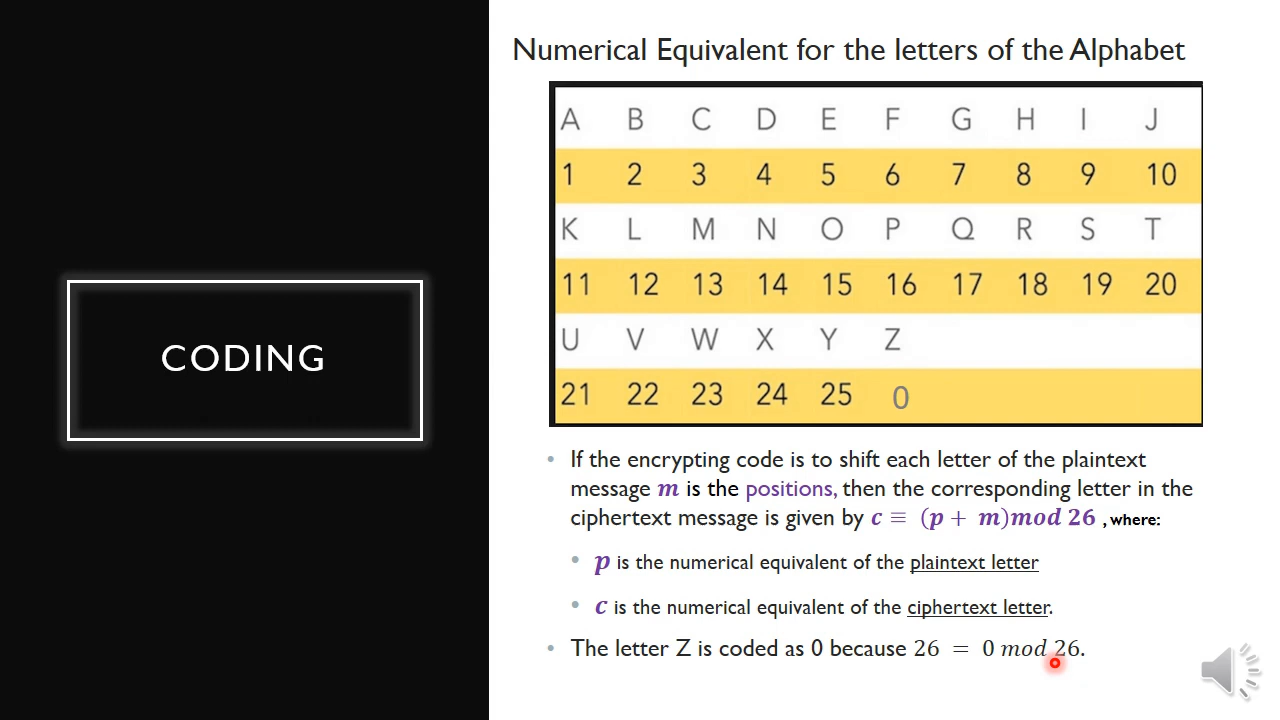 CODING
Numerical Equivalent for the letters of the Alphabet
A B C D E F G H I J
1 2 3 4 5 6 7 8 9 10
K L M N O P Q R S T
11 12 13 14 15 16 17 18 19 20
U V W X Y Z
21 22 23 24 25 0
• If the encrypting code is to shift each letter of the plaintext
message m is the positions, then the corresponding letter in the
ciphertext message is given by c ≡ (p + m)mod 26 , where:
• p is the numerical equivalent of the plaintext letter
• c is the numerical equivalent of the ciphertext letter.
• The letter Z is coded as 0 because 26 = 0 mod 26.